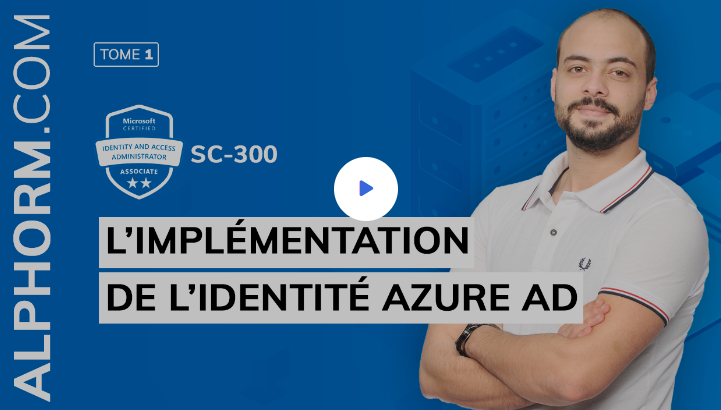 ALPHORM.COM
TOME 1
Microsoft
CERTIFIED
IDENTITY AND ACCESS
ADMINISTRATOR
ASSOCIATE
SC-300
L’IMPLÉMENTATION
DE L’IDENTITÉ AZURE AD